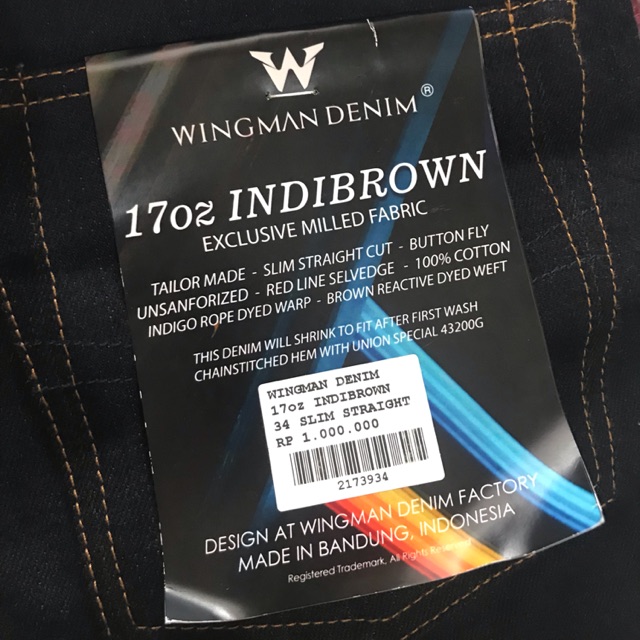 W
WINGMAN DENIM®
17oz INDIBROWN
EXCLUSIVE MILLED FABRIC
TAILOR MADE - SLIM STRAIGHT CUT - BUTTON FLY
UNSANFORIZED - RED LINE SELVEDGE - 100% COTTON
INDIGO ROPE DYED WARP - BROWN REACTIVE DYED WEFT
THIS DENIM WILL SHRINK TO FIT AFTER FIRST WASH
CHAINSTITCHED HEM WITH UNION SPECIAL 43200G
WINGMAN DENIM
17oz INDIBROWN
34 SLIM STRAIGHT
RP 1.000.000
2173934
DESIGN AT WINGMAN DENIM FACTORY
MADE IN BANDUNG, INDONESIA
Registered Trademark, All Rights Reserved